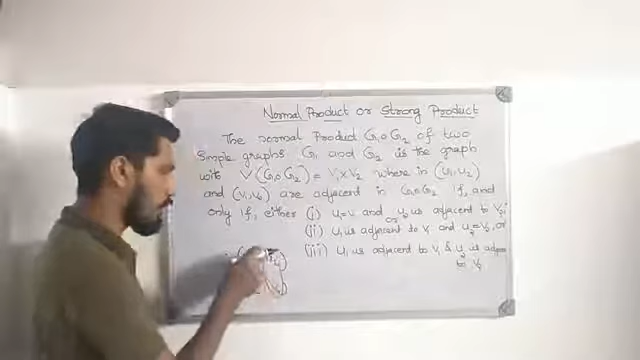 Normal Product or Strong Product
The normal Product G₁∘G₂ of two
simple graphs G₁ and G₂ is the graph
with V(G₁∘G₂) = V₁×V₂ where in (u₁,u₂)
and (v₁,v₂) are adjacent in G₁∘G₂ If, and
only If, either (i) u₁=v₁ and u₂ is adjacent to v₂, or
(ii) u₁ is adjacent to v₁ and u₂=v₂, or
(iii) u₁ is adjacent to v₁ & u₂ is adjacent
to v₂